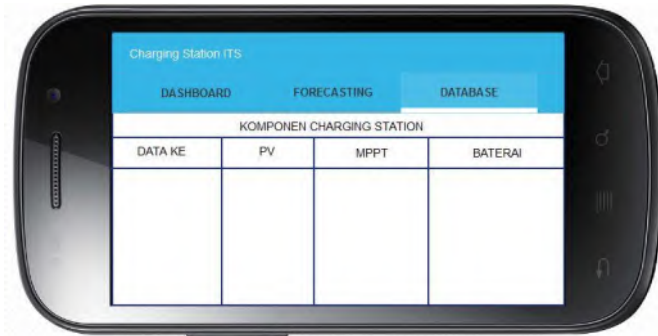 Charging Station ITS
DASHBOARD FORECASTING DATABASE
KOMPONEN CHARGING STATION
DATA KE PV MPPT BATERAI